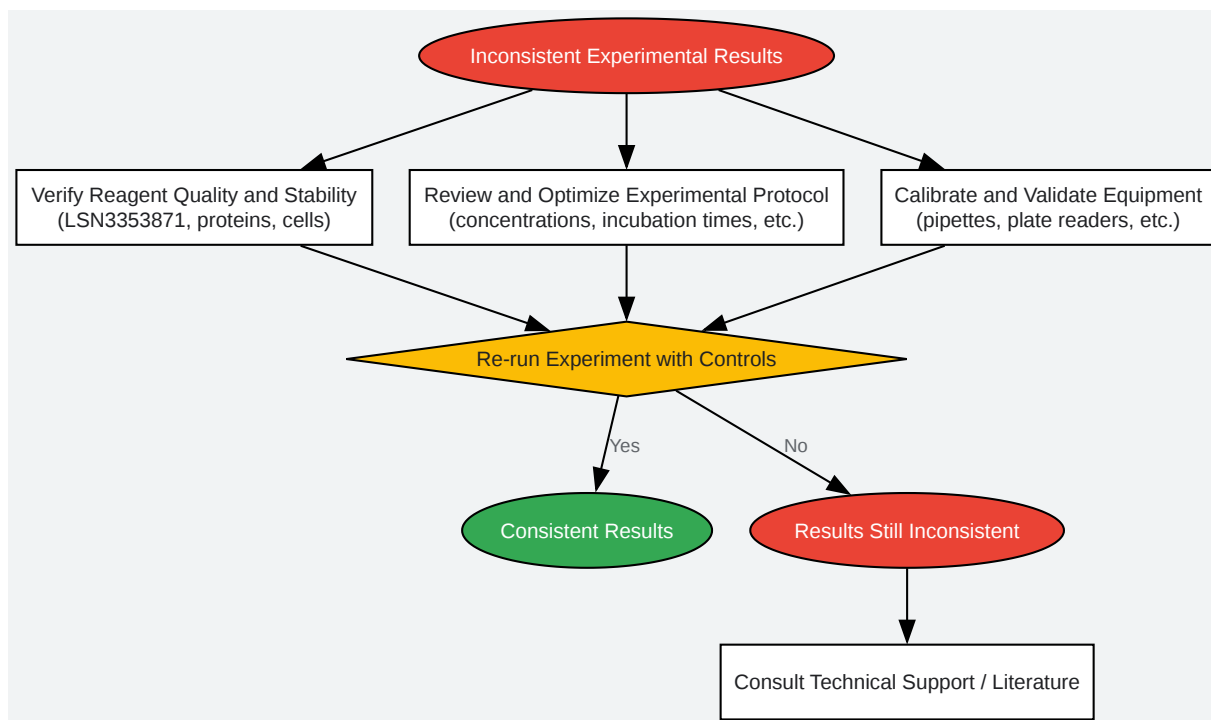 Inconsistent Experimental Results
Verify Reagent Quality and Stability
(LSN3353871, proteins, cells)
Review and Optimize Experimental Protocol
(concentrations, incubation times, etc.)
Calibrate and Validate Equipment
(pipettes, plate readers, etc.)
Re-run Experiment with Controls
Yes
No
Consistent Results
Results Still Inconsistent
Consult Technical Support / Literature